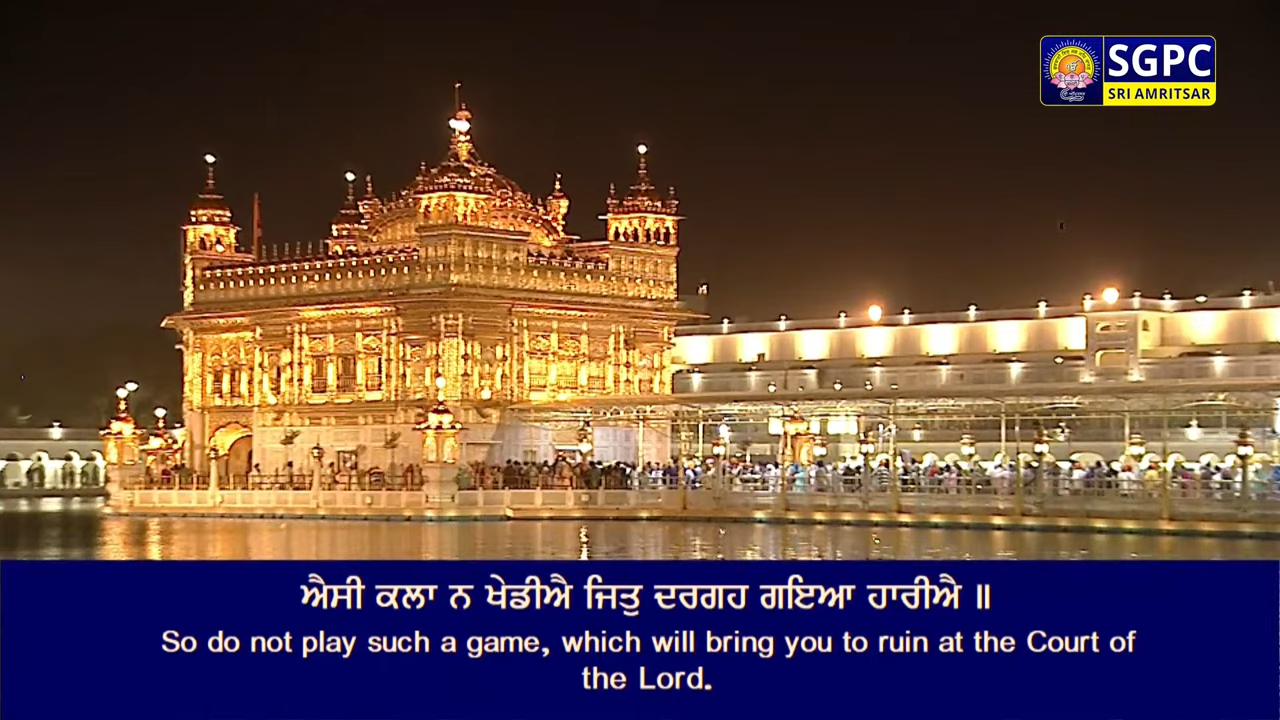 SGPC
SRI AMRITSAR
ਐਸੀ ਕਲਾ ਨ ਖੇਡੀਐ ਜਿਤੁ ਦਰਗਹ ਗਇਆ ਹਾਰੀਐ ॥
So do not play such a game, which will bring you to ruin at the Court of
the Lord.